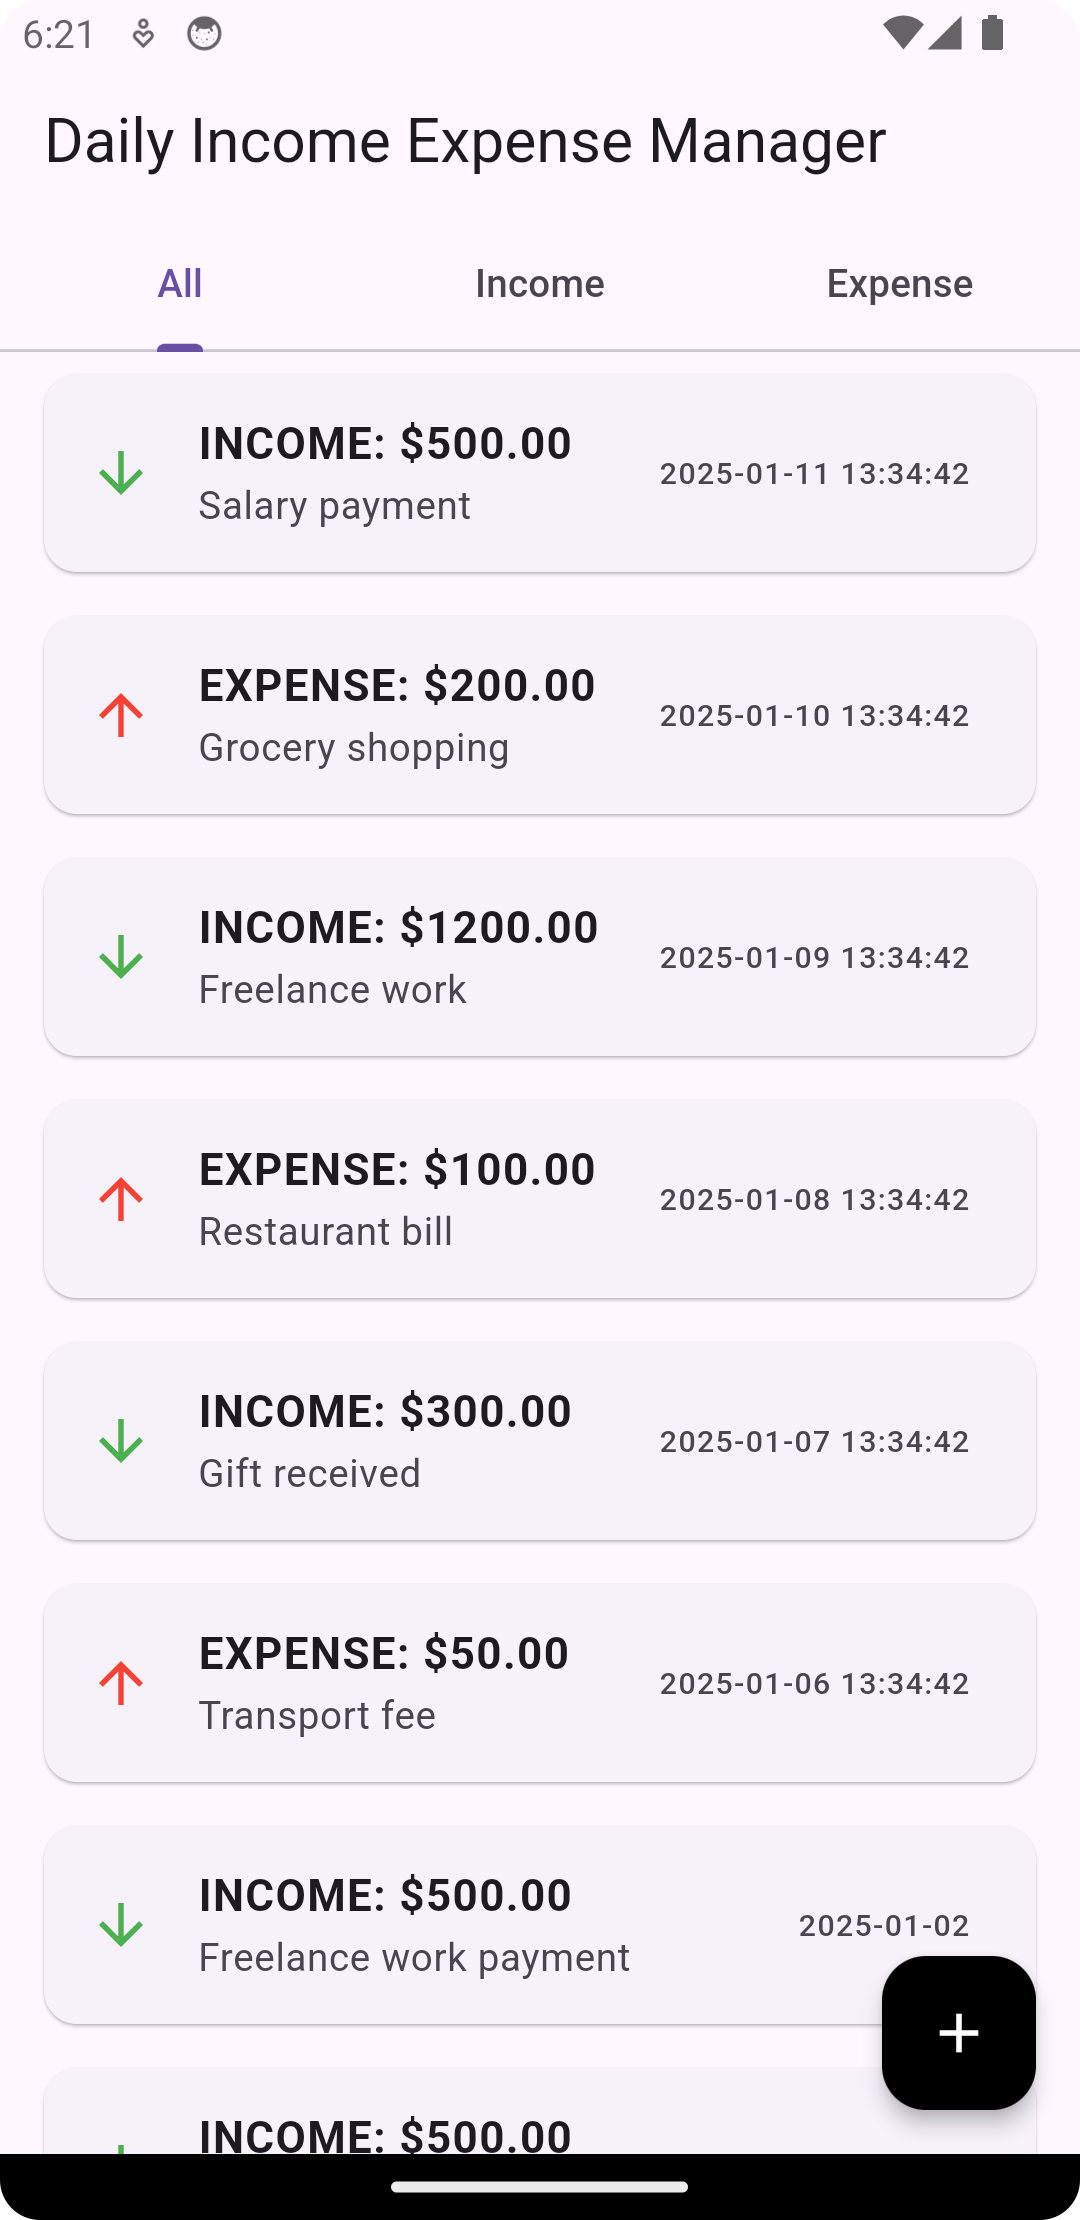 6:21
Daily Income Expense Manager
All Income Expense
INCOME: $500.00
Salary payment
2025-01-11 13:34:42
EXPENSE: $200.00
Grocery shopping
2025-01-10 13:34:42
INCOME: $1200.00
Freelance work
2025-01-09 13:34:42
EXPENSE: $100.00
Restaurant bill
2025-01-08 13:34:42
INCOME: $300.00
Gift received
2025-01-07 13:34:42
EXPENSE: $50.00
Transport fee
2025-01-06 13:34:42
INCOME: $500.00
Freelance work payment
2025-01-02
INCOME: $500.00